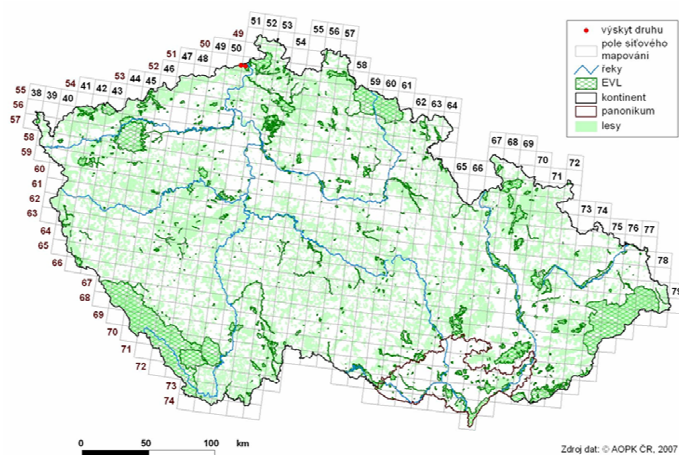 51 52 53
49
54
55 56 57
50
49 50
51
47 48
58
52
46
53
44 45
59 60 61
54
41 42 43
62 63 64
55
38 39 40
56
57
58
59
60
61
62
63
64
65
66
67
68
69
70
71
72
73
74
65 66
67 68 69
70
71
72
73 74
75 76 77
78
79
výskyt druhu
pole síťového
mapování
řeky
EVL
kontinent
panonikum
lesy
0 50 100 km
Zdroj dat: © AOPK ČR, 2007